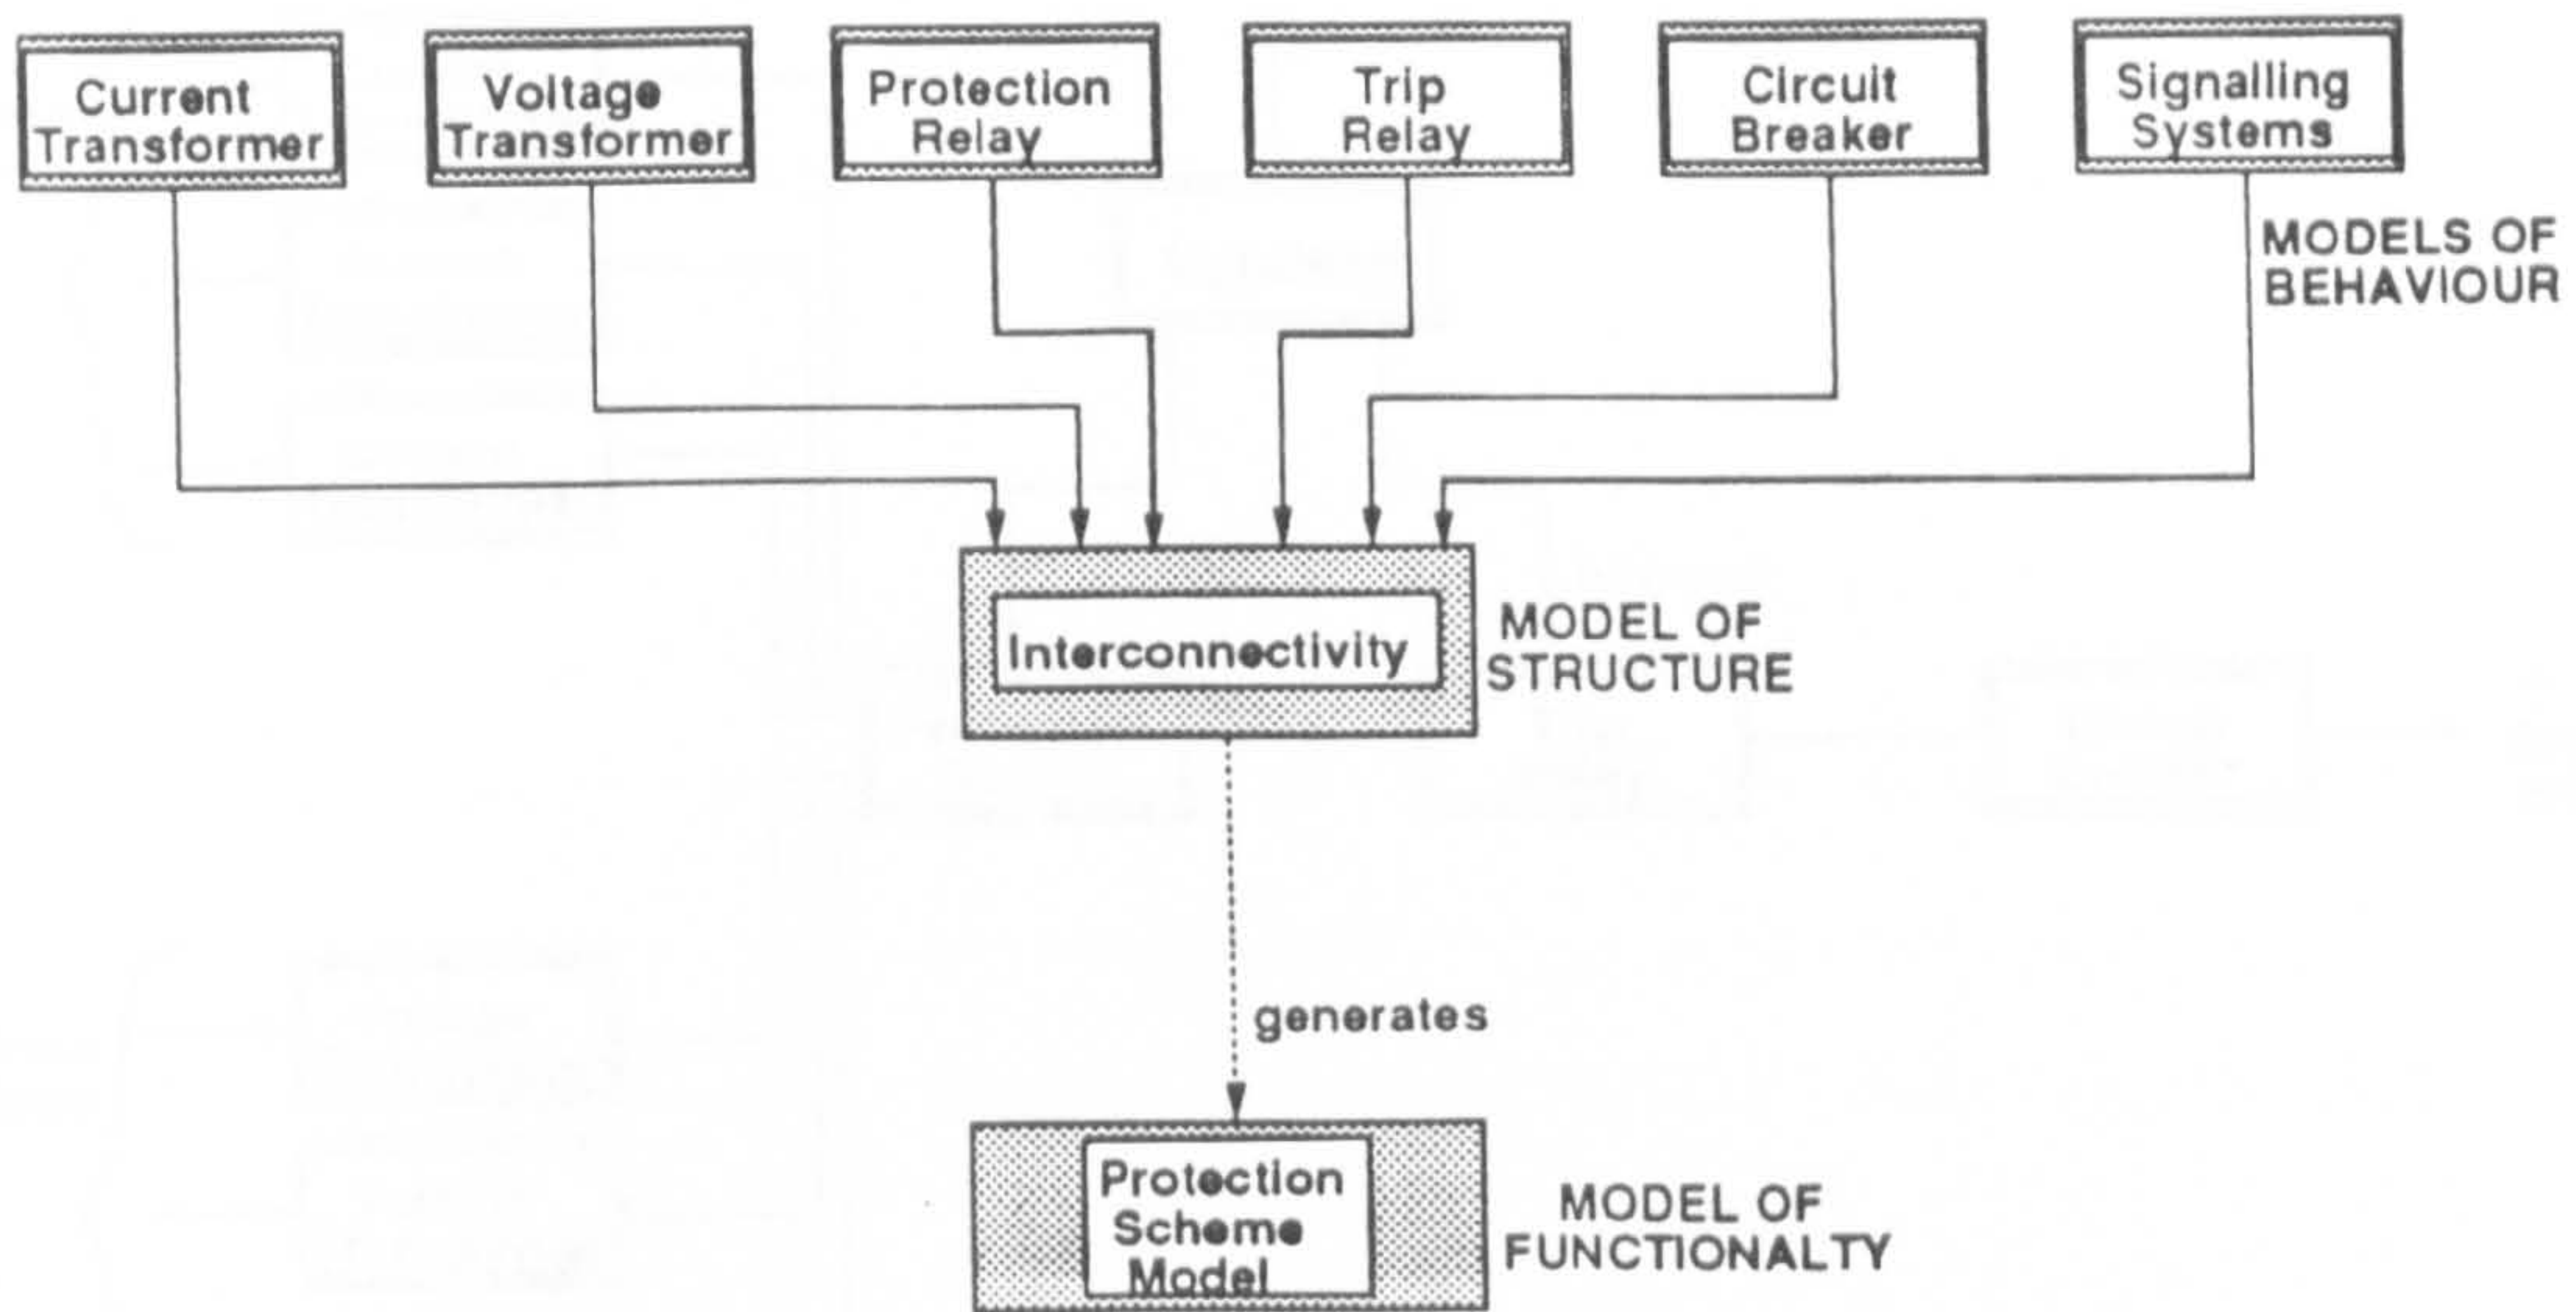 Current
Transformer
Voltage
Transformer
Protection
Relay
Trip
Relay
Circuit
Breaker
Signalling
Systems
MODELS OF
BEHAVIOUR
Interconnectivity
MODEL OF
STRUCTURE
generates
Protection
Scheme
Model
MODEL OF
FUNCTIONALTY